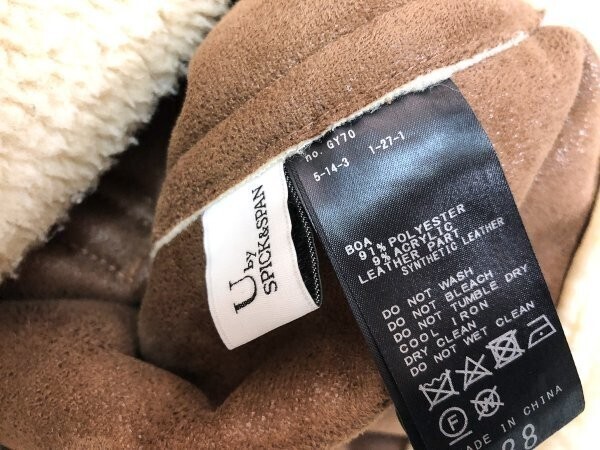 U by
SPICK&SPAN
no. GY70
5-14-3 1-27-1
BOA
91% POLYESTER
9% ACRYLIC
LEATHER PART
SYNTHETIC LEATHER
DO NOT WASH
DO NOT BLEACH
DO NOT TUMBLE DRY
COOL IRON
DRY CLEAN
DO NOT WET CLEAN
F W
MADE IN CHINA